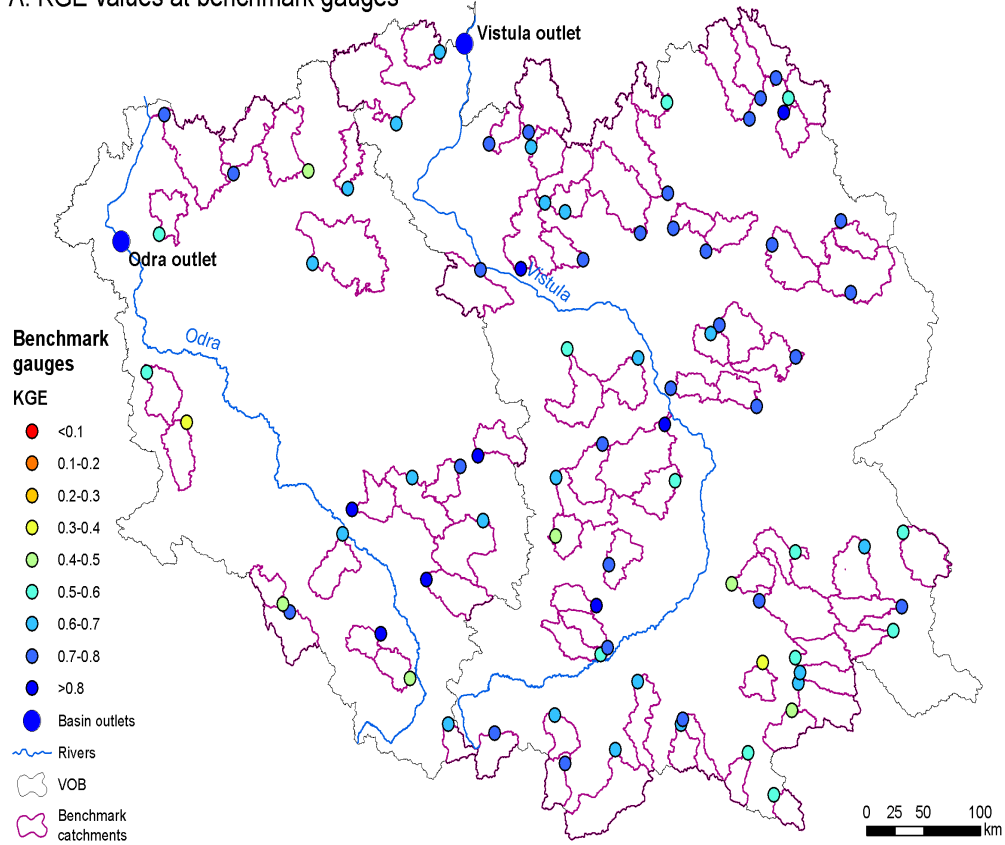 A. KGE values at benchmark gauges
Vistula outlet
Odra outlet
Vistula
Odra
Benchmark
gauges
KGE
<0.1
0.1-0.2
0.2-0.3
0.3-0.4
0.4-0.5
0.5-0.6
0.6-0.7
0.7-0.8
>0.8
Basin outlets
Rivers
VOB
Benchmark
catchments
0 25 50 100
km